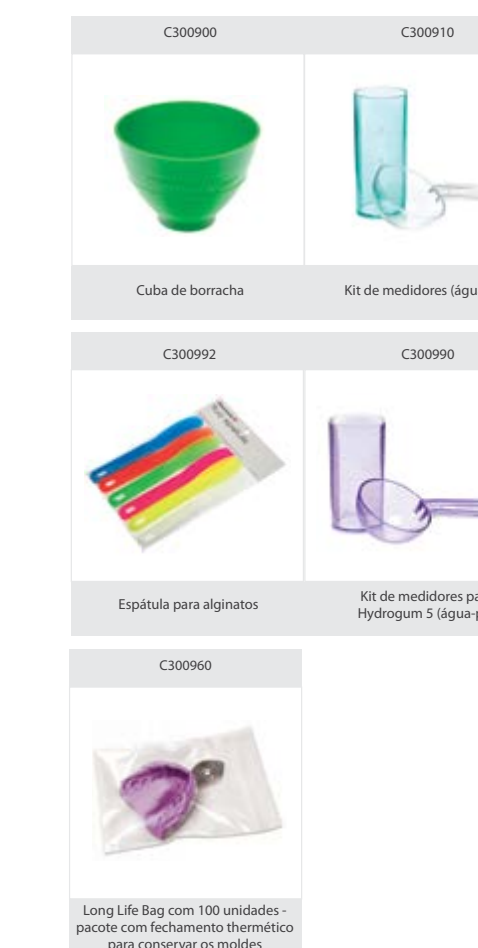 C300900
C300910
Cuba de borracha
Kit de medidores (águ
C300992
C300990
Espátula para alginatos
Kit de medidores pa
Hydrogum 5 (água-p
C300960
Long Life Bag com 100 unidades -
pacote com fechamento thermético
para conservar os moldes